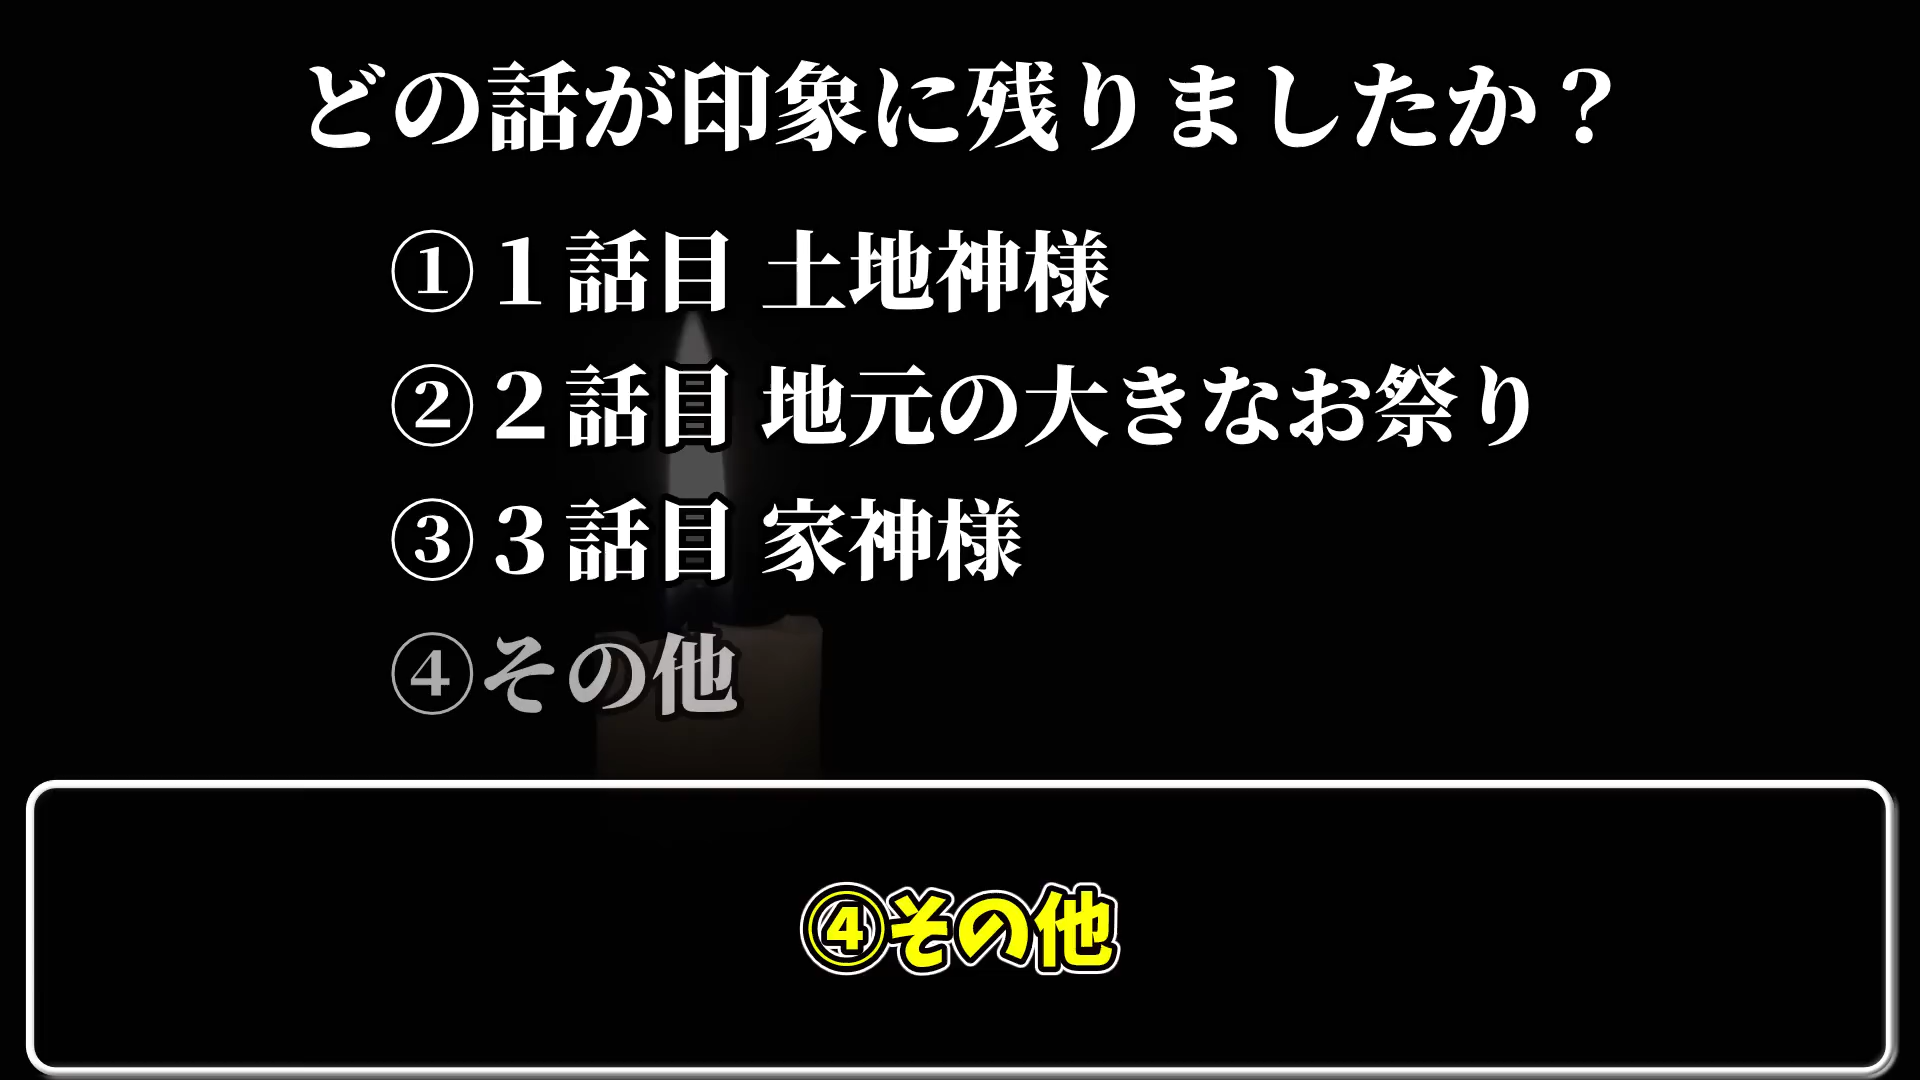 どの話が印象に残りましたか？
①１話目 土地神様
②２話目 地元の大きなお祭り
③３話目 家神様
④その他
④その他